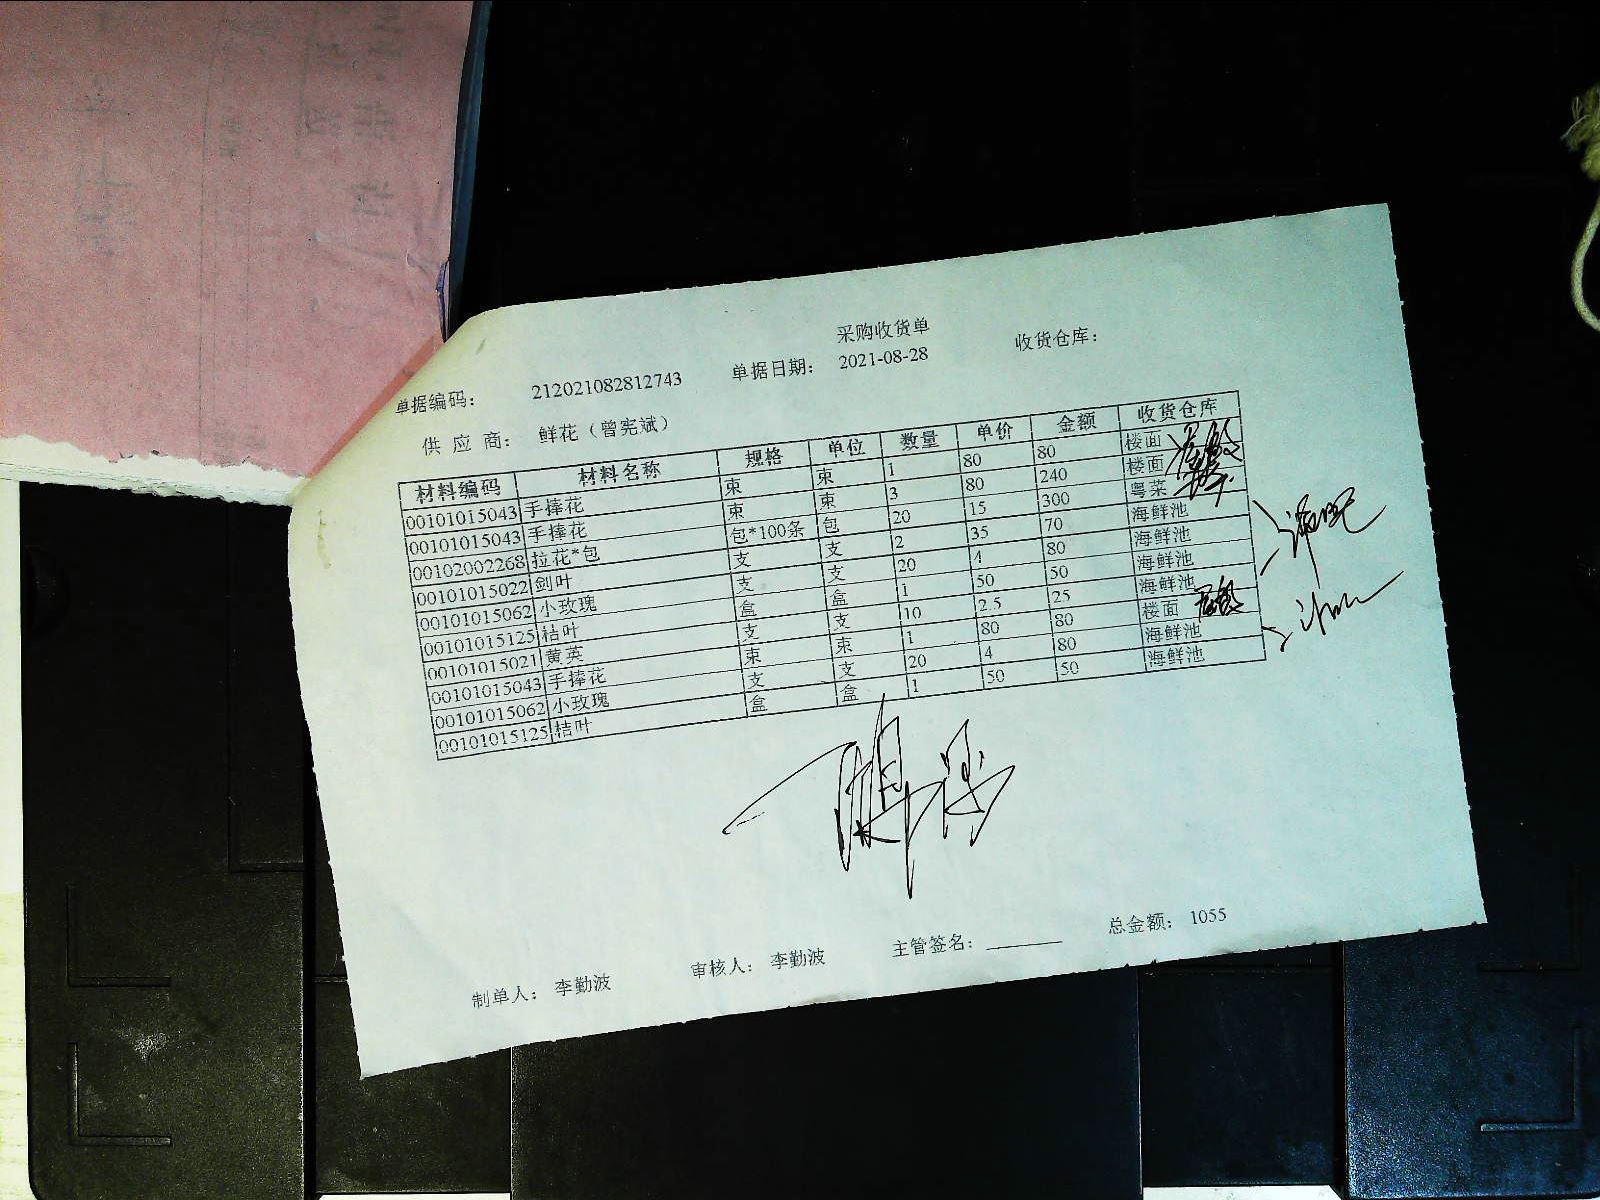 采购收货单
单据编码： 212021082812743 单据日期： 2021-08-28 收货仓库：
供 应 商： 鲜花（曾宪斌）
材料编码 材料名称 规格 单位 数量 单价 金额 收货仓库
00101015043 手捧花 束 束 1 80 80 楼面
00101015043 手捧花 束 束 3 80 240 楼面
00102002268 拉花*包 包*100条 包 20 15 300 粤菜
00101015022 剑叶 支 支 2 35 70 海鲜池
00101015062 小玫瑰 支 支 20 4 80 海鲜池
00101015125 桔叶 盒 盒 1 50 50 海鲜池
00101015021 黄英 支 支 10 2.5 25 海鲜池
00101015043 手捧花 束 束 1 80 80 楼面
00101015062 小玫瑰 支 支 20 4 80 海鲜池
00101015125 桔叶 盒 盒 1 50 50 海鲜池
制单人： 李勤波 审核人： 李勤波 主管签名： 总金额： 1055